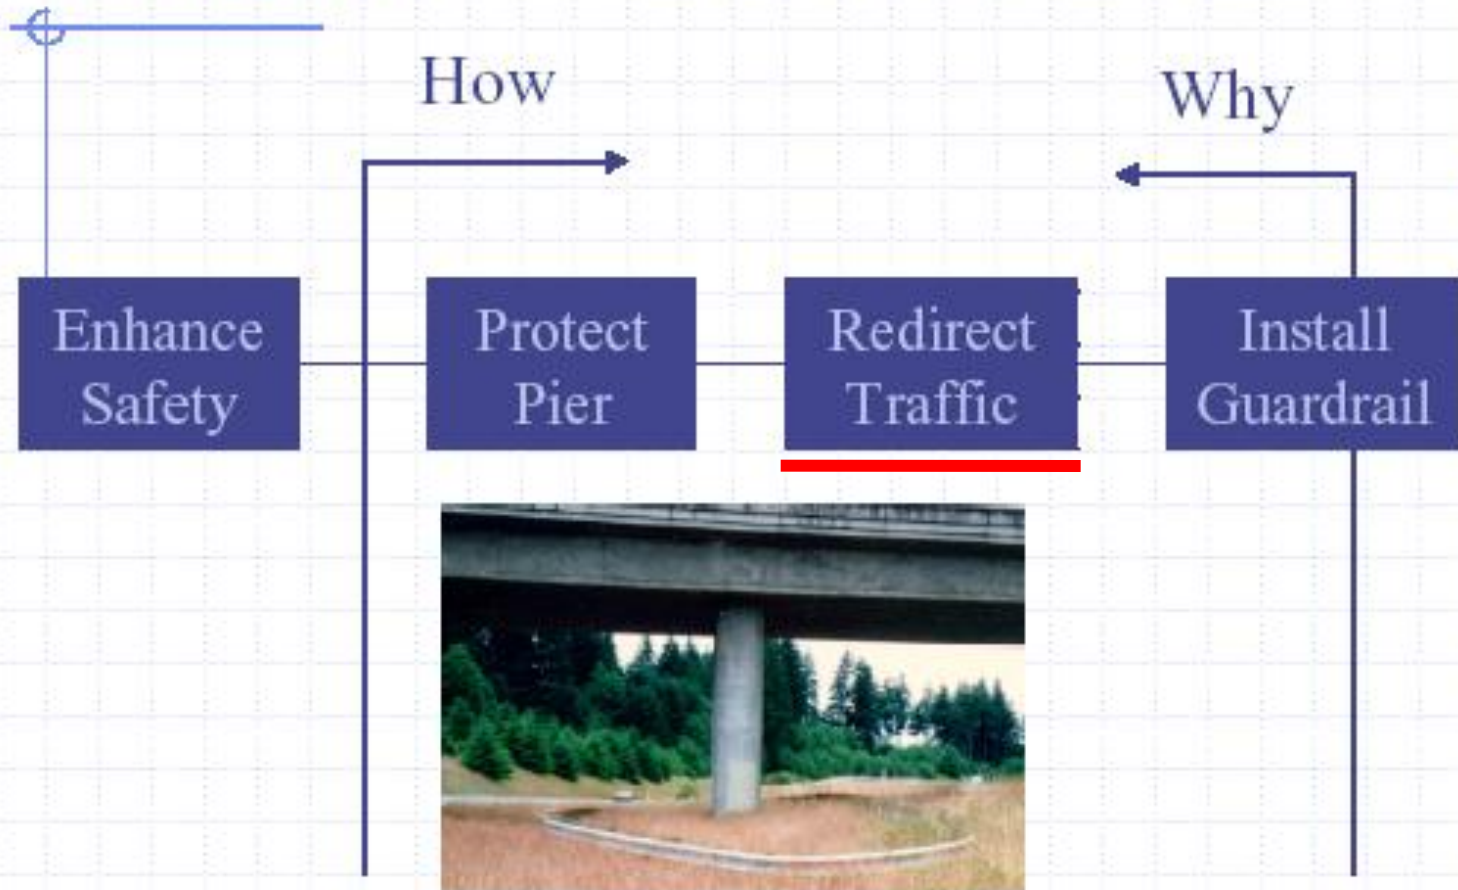 How
Why
Enhance
Safety
Protect
Pier
Redirect
Traffic
Install
Guardrail